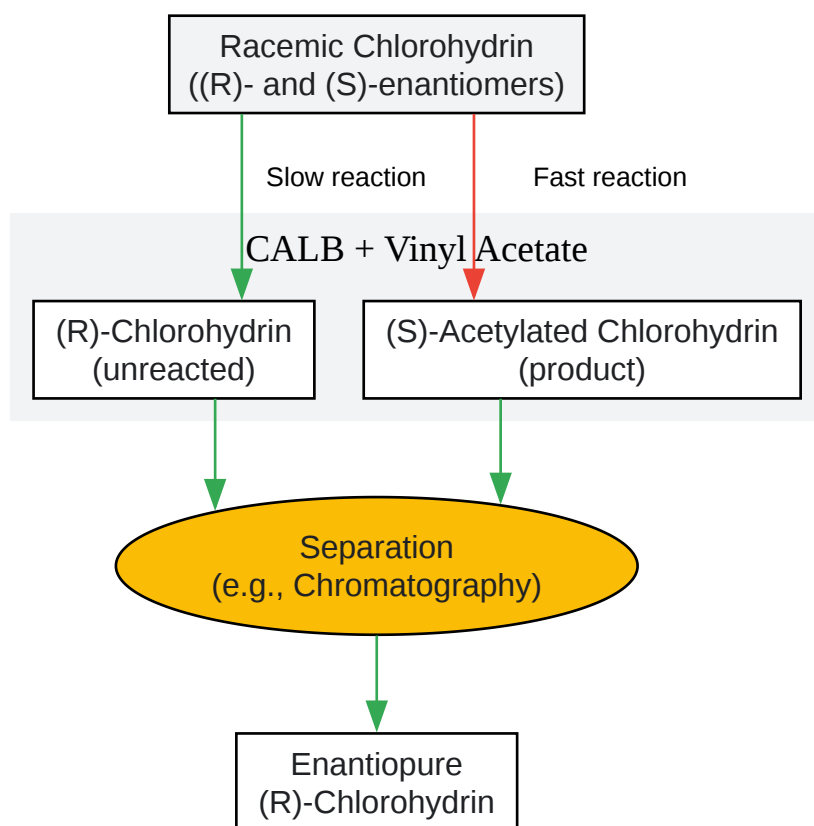 Racemic Chlorohydrin
((R)- and (S)-enantiomers)
Slow reaction
Fast reaction
CALB + Vinyl Acetate
(R)-Chlorohydrin
(unreacted)
(S)-Acetylated Chlorohydrin
(product)
Separation
(e.g., Chromatography)
Enantiopure
(R)-Chlorohydrin